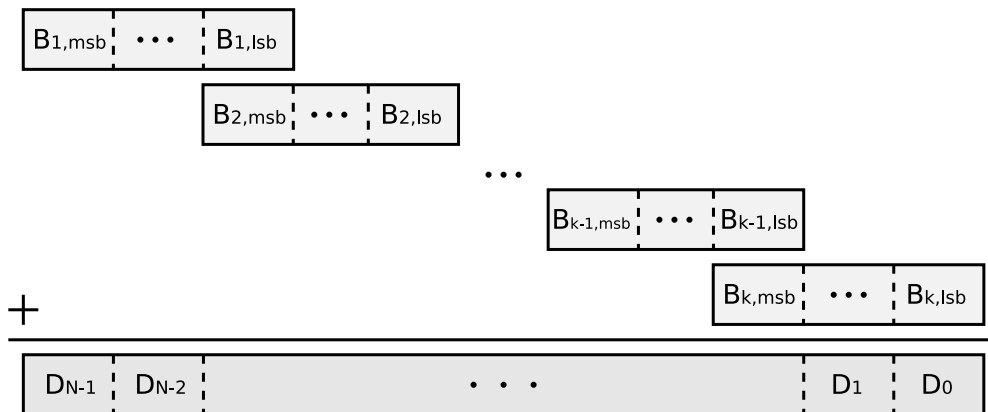 B1,msb ••• B1,lsb
B2,msb ••• B2,lsb
•••
Bk-1,msb ••• Bk-1,lsb
Bk,msb ••• Bk,lsb
+
DN-1 DN-2 • • • D1 D0